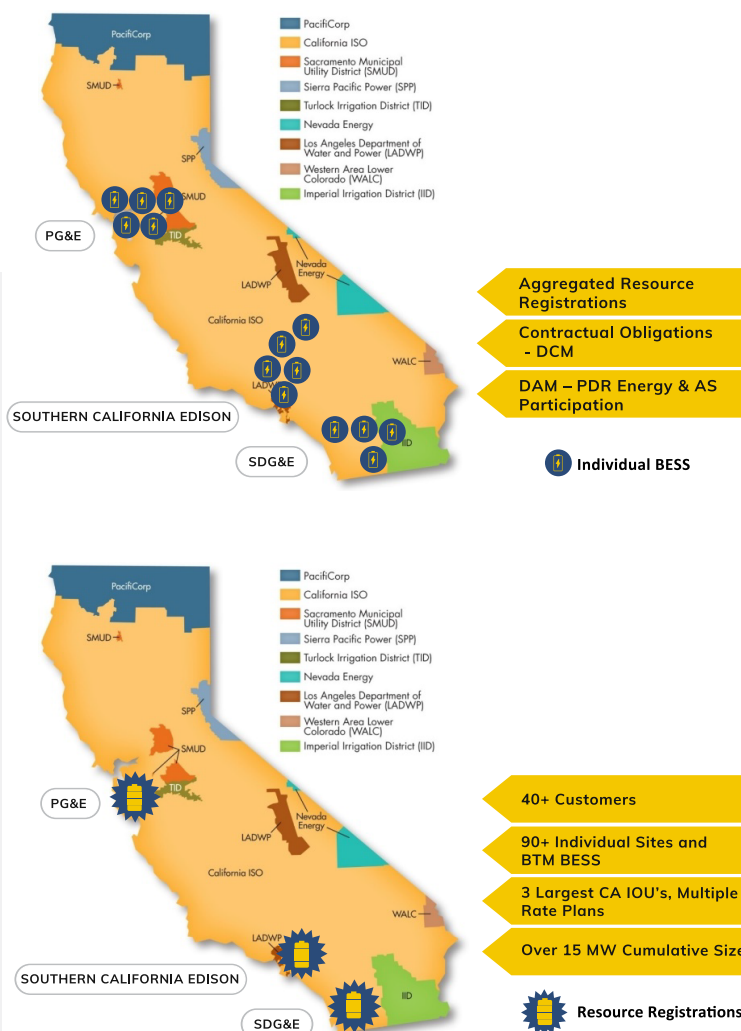 PacifiCorp
SMUD
SPP
SMUD
TID
PG&E
Nevada
Energy
LADWP
California ISO
WALC
LADWP
IID
SOUTHERN CALIFORNIA EDISON
SDG&E
PacifiCorp
California ISO
Sacramento Municipal
Utility District (SMUD)
Sierra Pacific Power (SPP)
Turlock Irrigation District (TID)
Nevada Energy
Los Angeles Department of
Water and Power (LADWP)
Western Area Lower
Colorado (WALC)
Imperial Irrigation District (IID)
Aggregated Resource
Registrations
Contractual Obligations
- DCM
DAM – PDR Energy & AS
Participation
Individual BESS
PacifiCorp
SMUD
SPP
SMUD
TID
PG&E
Nevada
Energy
LADWP
California ISO
WALC
LADWP
IID
SOUTHERN CALIFORNIA EDISON
SDG&E
PacifiCorp
California ISO
Sacramento Municipal
Utility District (SMUD)
Sierra Pacific Power (SPP)
Turlock Irrigation District (TID)
Nevada Energy
Los Angeles Department of
Water and Power (LADWP)
Western Area Lower
Colorado (WALC)
Imperial Irrigation District (IID)
40+ Customers
90+ Individual Sites and
BTM BESS
3 Largest CA IOU's, Multiple
Rate Plans
Over 15 MW Cumulative Size
Resource Registrations